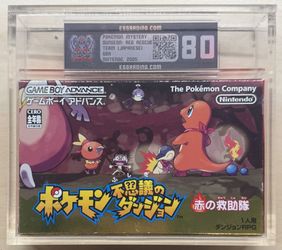 ESGRADING.COM
POKEMON MYSTERY
DUNGEON: RED RESCUE
TEAM (JAPANESE)
GBA
NINTENDO, 2005
80
ESGRADING.COM
GAME BOY ADVANCE
ゲームボーイアドバンス
The Pokémon Company
Nintendo
CERO
全年齢
ポケモン不思議のダンジョン
赤の救助隊
1人用
ダンジョンRPG